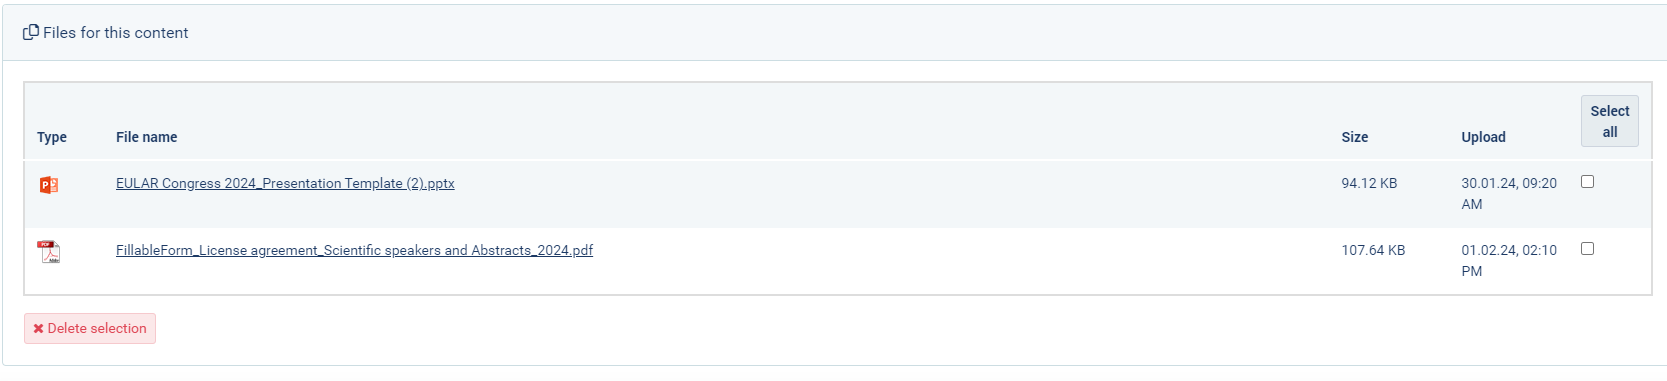 Files for this content
Select
all
Type File name Size Upload
EULAR Congress 2024_Presentation Template (2).pptx 94.12 KB 30.01.24, 09:20
AM
FillableForm_License agreement_Scientific speakers and Abstracts_2024.pdf 107.64 KB 01.02.24, 02:10
PM
Delete selection